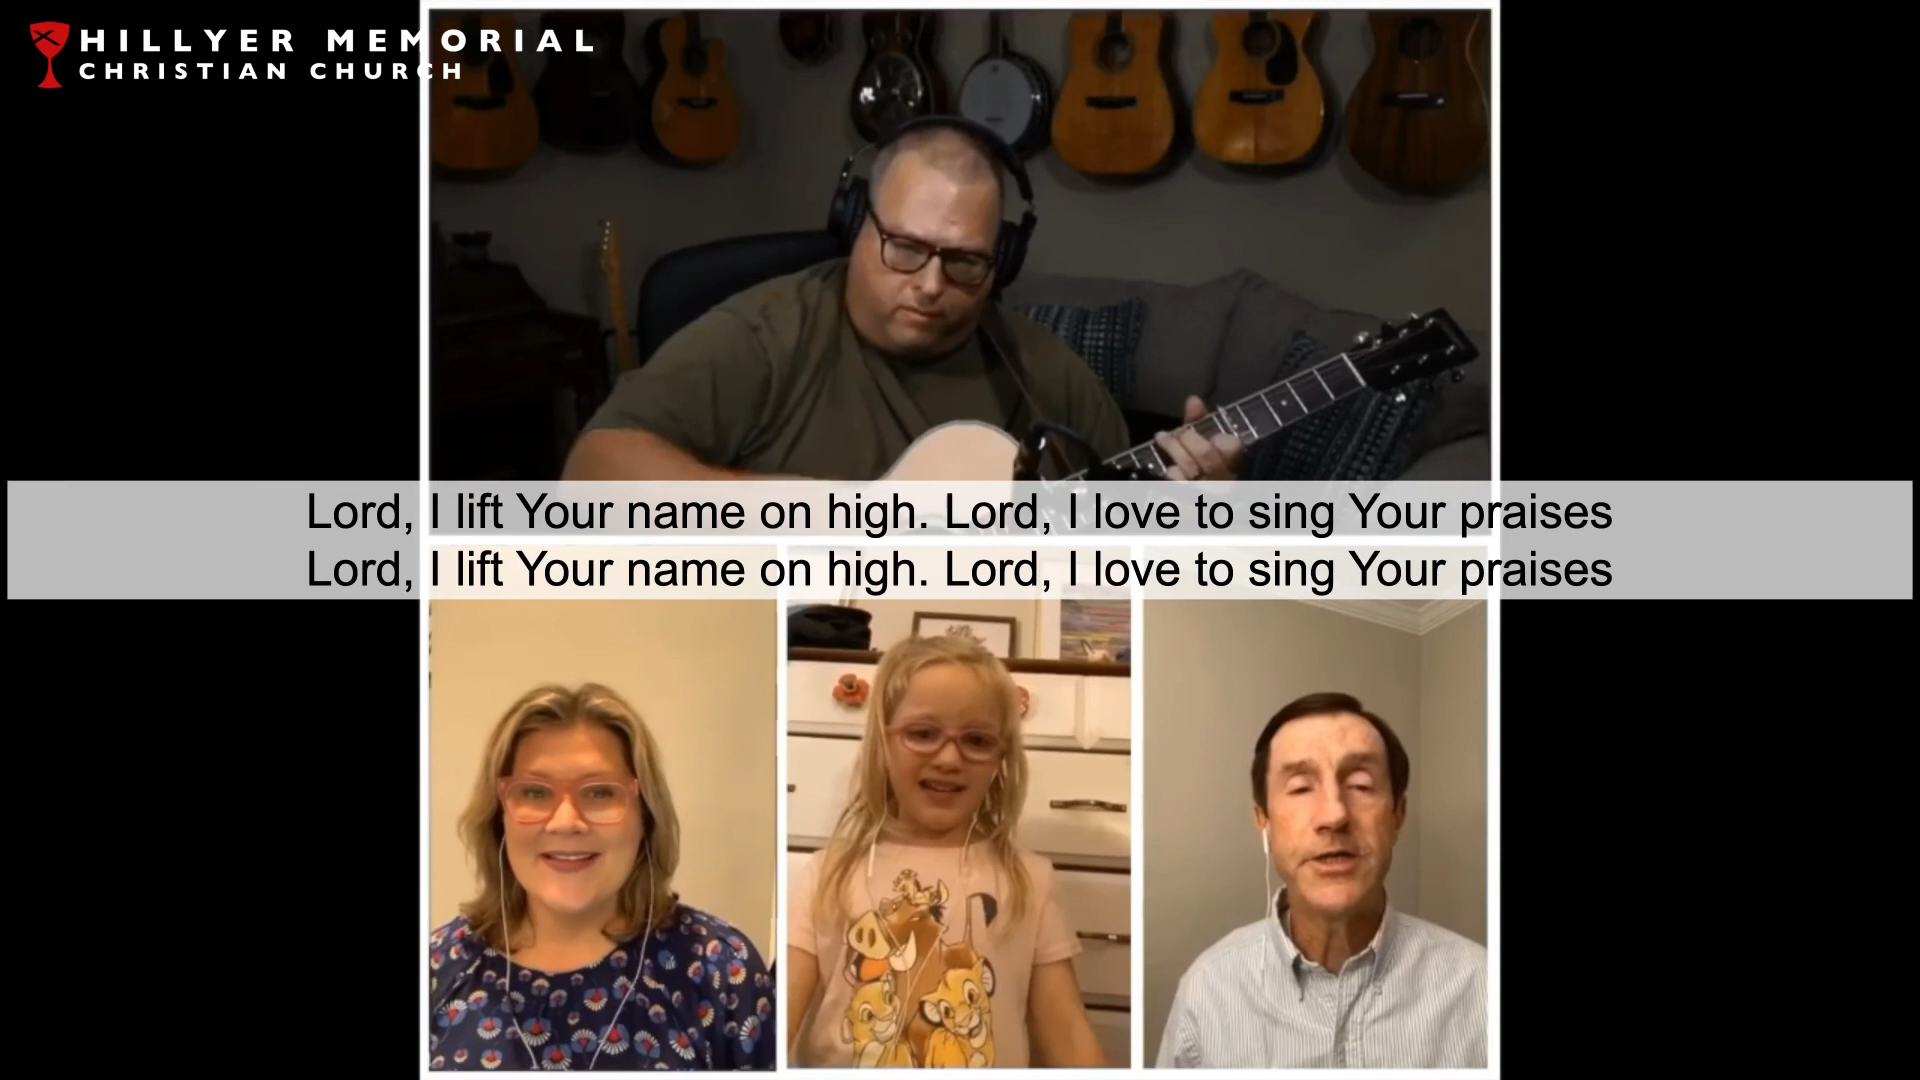 HILLYER MEMORIAL
CHRISTIAN CHURCH
Lord, I lift Your name on high. Lord, I love to sing Your praises
Lord, I lift Your name on high. Lord, I love to sing Your praises